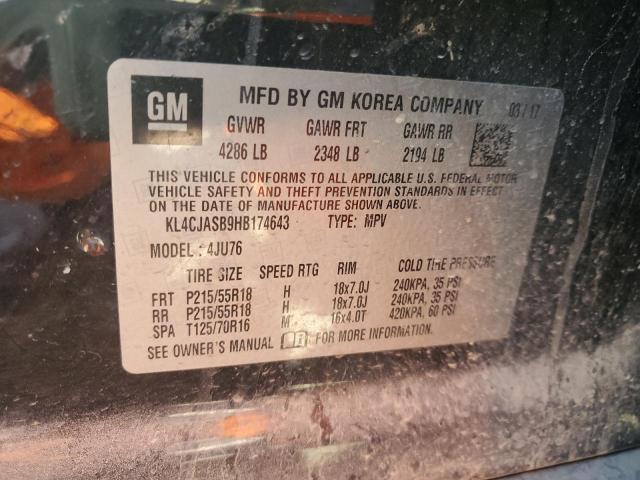 GM MFD BY GM KOREA COMPANY 03 / 17
GVWR GAWR FRT GAWR RR
4286 LB 2348 LB 2194 LB
THIS VEHICLE CONFORMS TO ALL APPLICABLE U.S. FEDERAL MOTOR
VEHICLE SAFETY AND THEFT PREVENTION STANDARDS IN EFFECT
ON THE DATE OF MANUFACTURE SHOWN ABOVE.
KL4CJASB9HB174643 TYPE: MPV
MODEL : 4JU76
TIRE SIZE SPEED RTG RIM COLD TIRE PRESSURE
FRT P215/55R18 H 18x7.0J 240KPA, 35 PSI
RR P215/55R18 H 18x7.0J 240KPA, 35 PSI
SPA T125/70R16 M 16x4.0T 420KPA, 60 PSI
SEE OWNER'S MANUAL FOR MORE INFORMATION.